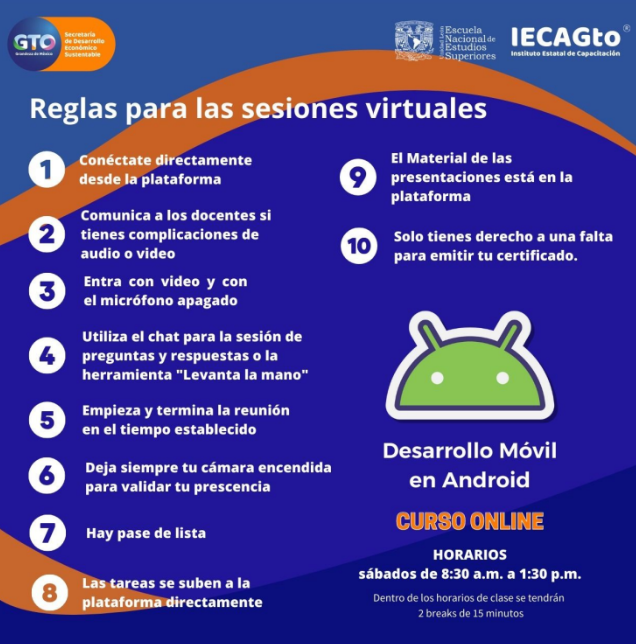 GTO
Grandeza de México
Secretaría
de Desarrollo
Económico
Sustentable
Escuela
Nacional de
Estudios
Superiores
IECAGto®
Instituto Estatal de Capacitación
Reglas para las sesiones virtuales
1
Conéctate directamente
desde la plataforma
2
Comunica a los docentes si
tienes complicaciones de
audio o video
3
Entra con video y con
el micrófono apagado
4
Utiliza el chat para la sesión de
preguntas y respuestas o la
herramienta "Levanta la mano"
5
Empieza y termina la reunión
en el tiempo establecido
6
Deja siempre tu cámara encendida
para validar tu prescencia
7
Hay pase de lista
8
Las tareas se suben a la
plataforma directamente
9
El Material de las
presentaciones está en la
plataforma
10
Solo tienes derecho a una falta
para emitir tu certificado.
Desarrollo Móvil
en Android
CURSO ONLINE
HORARIOS
sábados de 8:30 a.m. a 1:30 p.m.
Dentro de los horarios de clase se tendrán
2 breaks de 15 minutos